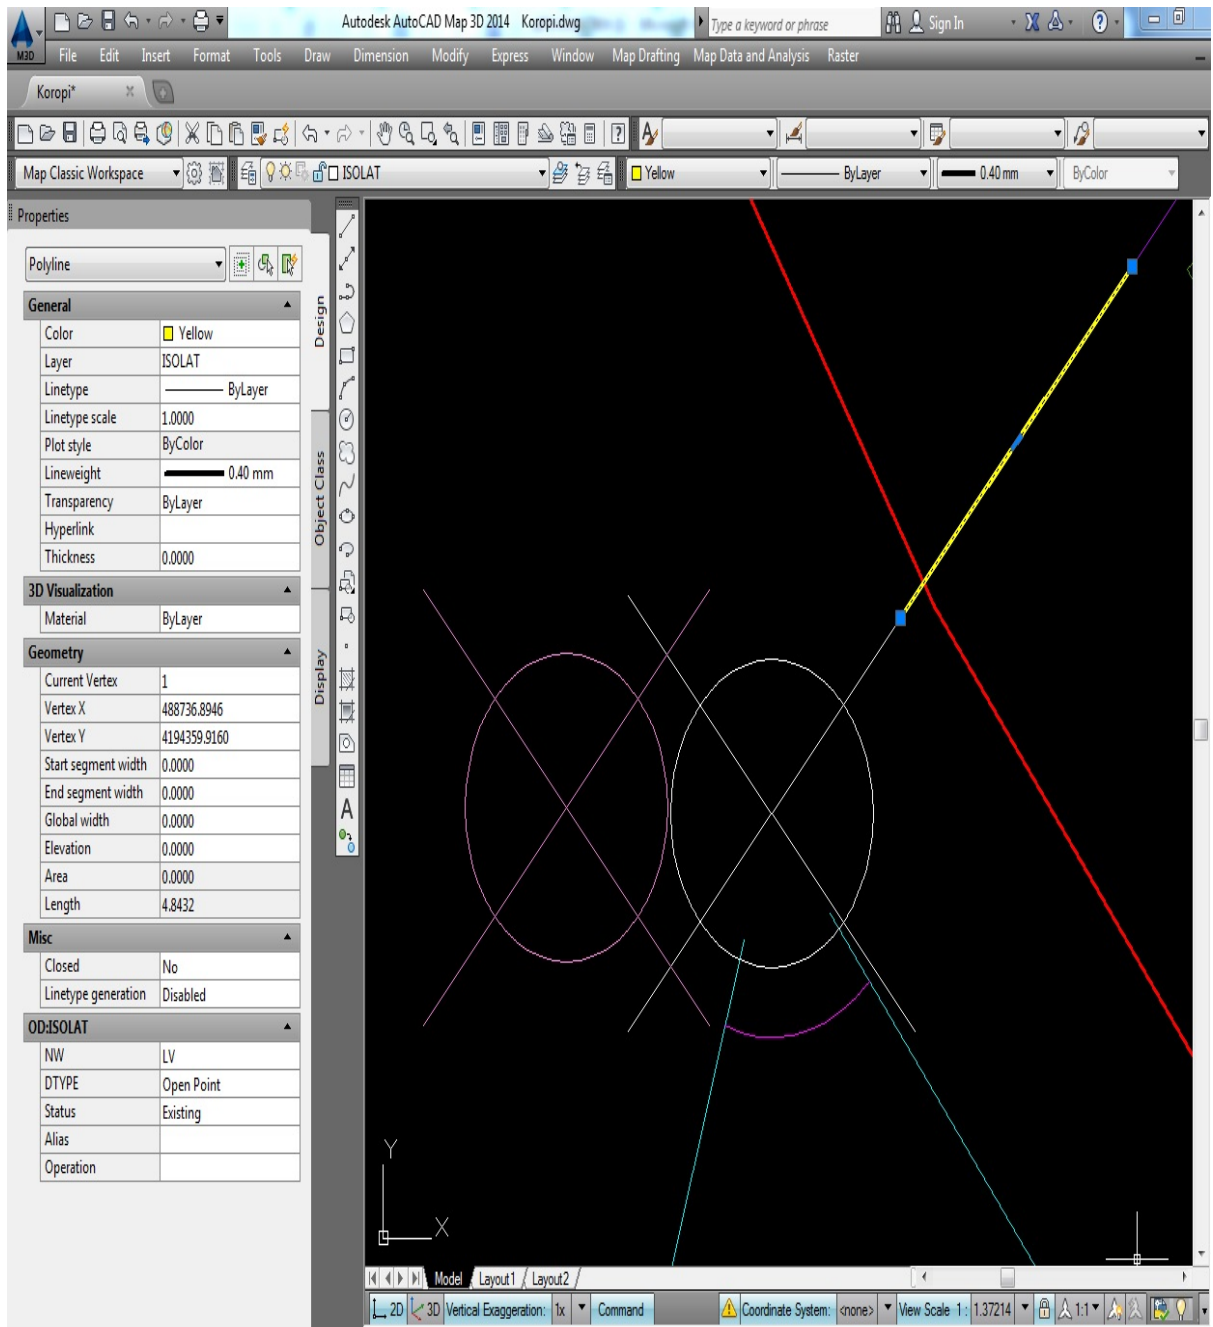 Autodesk AutoCAD Map 3D 2014 Koropi.dwg Type a keyword or phrase Sign In
M3D File Edit Insert Format Tools Draw Dimension Modify Express Window Map Drafting Map Data and Analysis Raster
Koropi*
Map Classic Workspace ISOLAT Yellow ByLayer 0.40 mm ByColor
Properties
Polyline
General
Color Yellow
Layer ISOLAT
Linetype ByLayer
Linetype scale 1.0000
Plot style ByColor
Lineweight 0.40 mm
Transparency ByLayer
Hyperlink
Thickness 0.0000
3D Visualization
Material ByLayer
Geometry
Current Vertex 1
Vertex X 488736.8946
Vertex Y 4194359.9160
Start segment width 0.0000
End segment width 0.0000
Global width 0.0000
Elevation 0.0000
Area 0.0000
Length 4.8432
Misc
Closed No
Linetype generation Disabled
OD:ISOLAT
NW LV
DTYPE Open Point
Status Existing
Alias
Operation
Design
Object Class
Display
A
Y
X
Model Layout1 Layout2
2D 3D Vertical Exaggeration: 1x Command Coordinate System: <none> View Scale 1: 1.37214 1:1